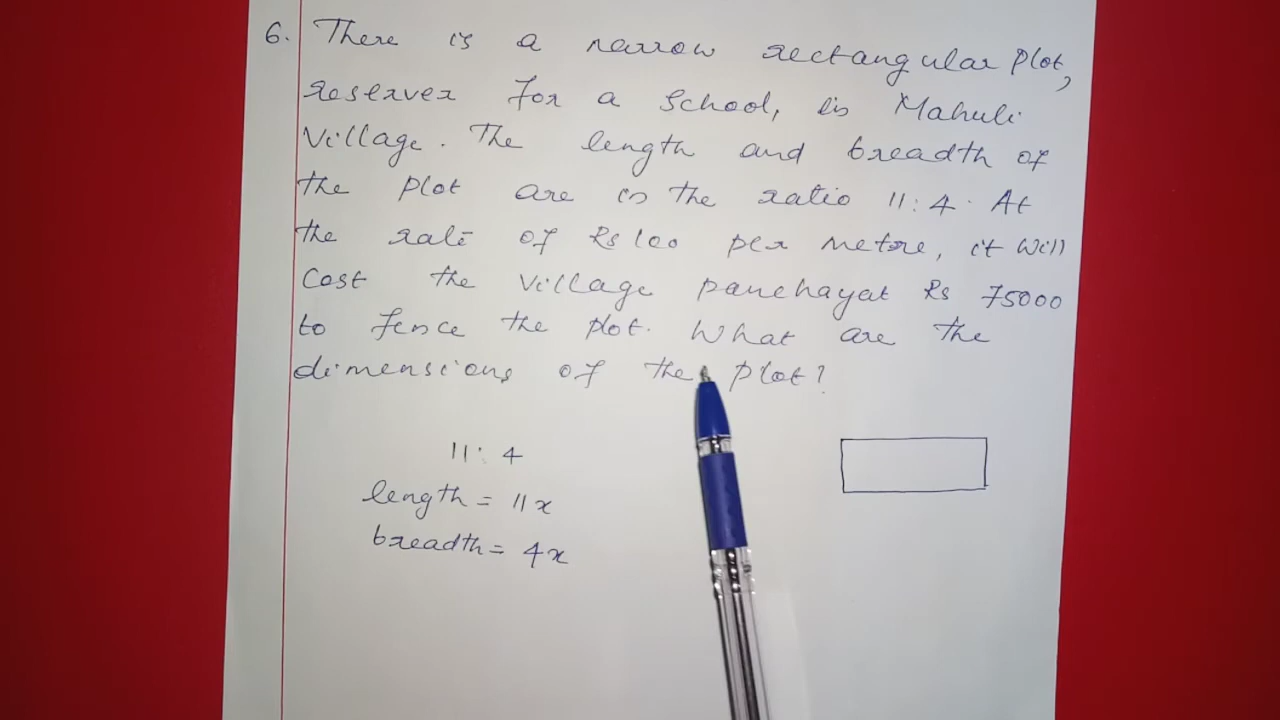 6. There is a narrow rectangular plot,
reserver for a school, in Mahuli
Village. The length and breadth of
the plot are in the ratio 11:4. At
the rate of Rs 100 per metre, it will
cost the village panchayat Rs 75000
to fence the plot. What are the
dimensions of the plot?
11:4
length = 11x
breadth = 4x